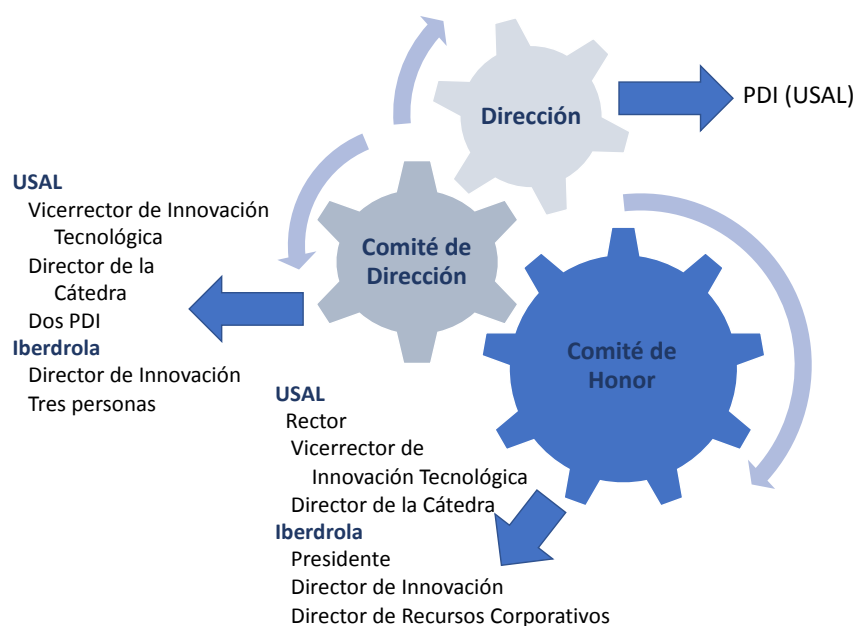 Dirección
PDI (USAL)
USAL
Vicerrector de Innovación
Tecnológica
Director de la
Cátedra
Dos PDI
Iberdrola
Director de Innovación
Tres personas
Comité de
Dirección
Comité de
Honor
USAL
Rector
Vicerrector de
Innovación Tecnológica
Director de la Cátedra
Iberdrola
Presidente
Director de Innovación
Director de Recursos Corporativos